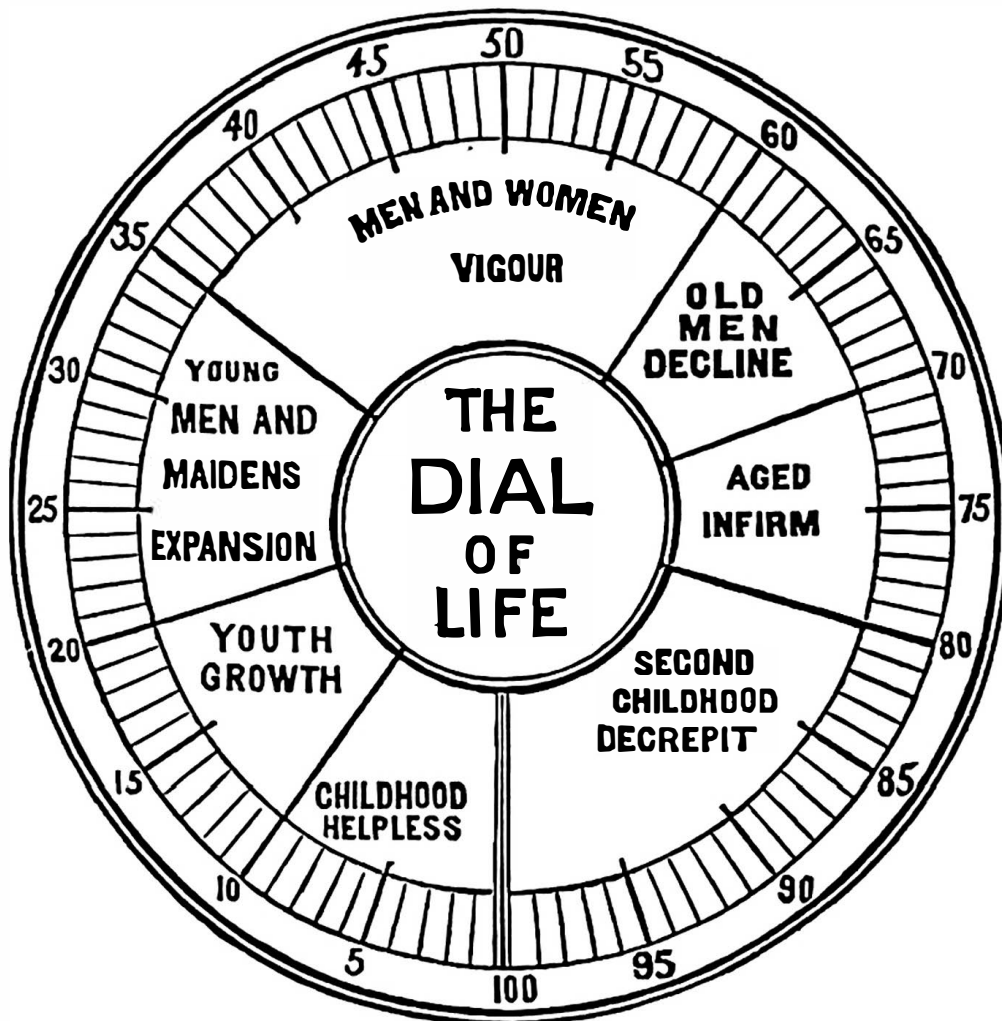 50
45
55
40
60
35
65
30
70
25
75
20
80
15
85
10
90
5
95
100
MEN AND WOMEN
VIGOUR
OLD
MEN
DECLINE
YOUNG
MEN AND
MAIDENS
EXPANSION
THE
DIAL
OF
LIFE
AGED
INFIRM
YOUTH
GROWTH
SECOND
CHILDHOOD
DECREPIT
CHILDHOOD
HELPLESS